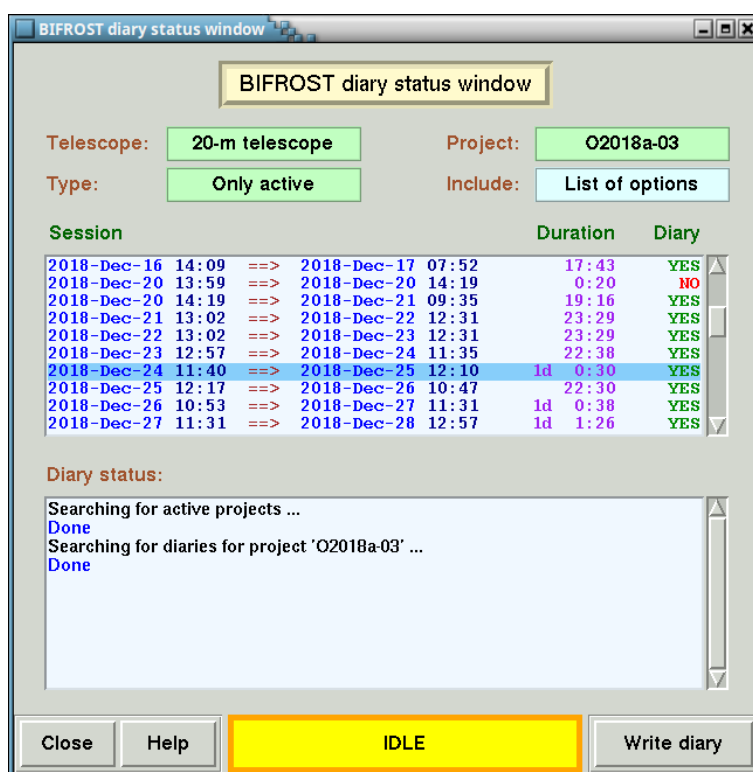 BIFROST diary status window
BIFROST diary status window
Telescope: 20-m telescope Project: O2018a-03
Type: Only active Include: List of options
Session Duration Diary
2018-Dec-16 14:09 ==> 2018-Dec-17 07:52 17:43 YES
2018-Dec-20 13:59 ==> 2018-Dec-20 14:19 0:20 NO
2018-Dec-20 14:19 ==> 2018-Dec-21 09:35 19:16 YES
2018-Dec-21 13:02 ==> 2018-Dec-22 12:31 23:29 YES
2018-Dec-22 13:02 ==> 2018-Dec-23 12:31 23:29 YES
2018-Dec-23 12:57 ==> 2018-Dec-24 11:35 22:38 YES
2018-Dec-24 11:40 ==> 2018-Dec-25 12:10 1d 0:30 YES
2018-Dec-25 12:17 ==> 2018-Dec-26 10:47 22:30 YES
2018-Dec-26 10:53 ==> 2018-Dec-27 11:31 1d 0:38 YES
2018-Dec-27 11:31 ==> 2018-Dec-28 12:57 1d 1:26 YES
Diary status:
Searching for active projects ...
Done
Searching for diaries for project 'O2018a-03' ...
Done
Close Help IDLE Write diary